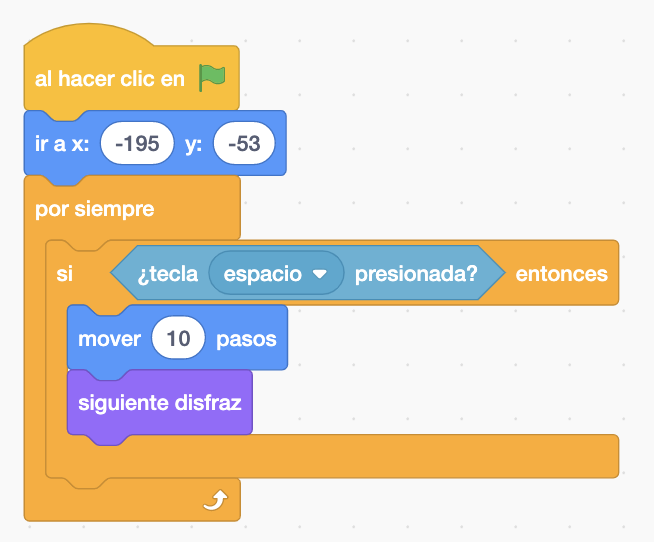 al hacer clic en
ir a x: -195 y: -53
por siempre
si ¿tecla espacio presionada? entonces
mover 10 pasos
siguiente disfraz